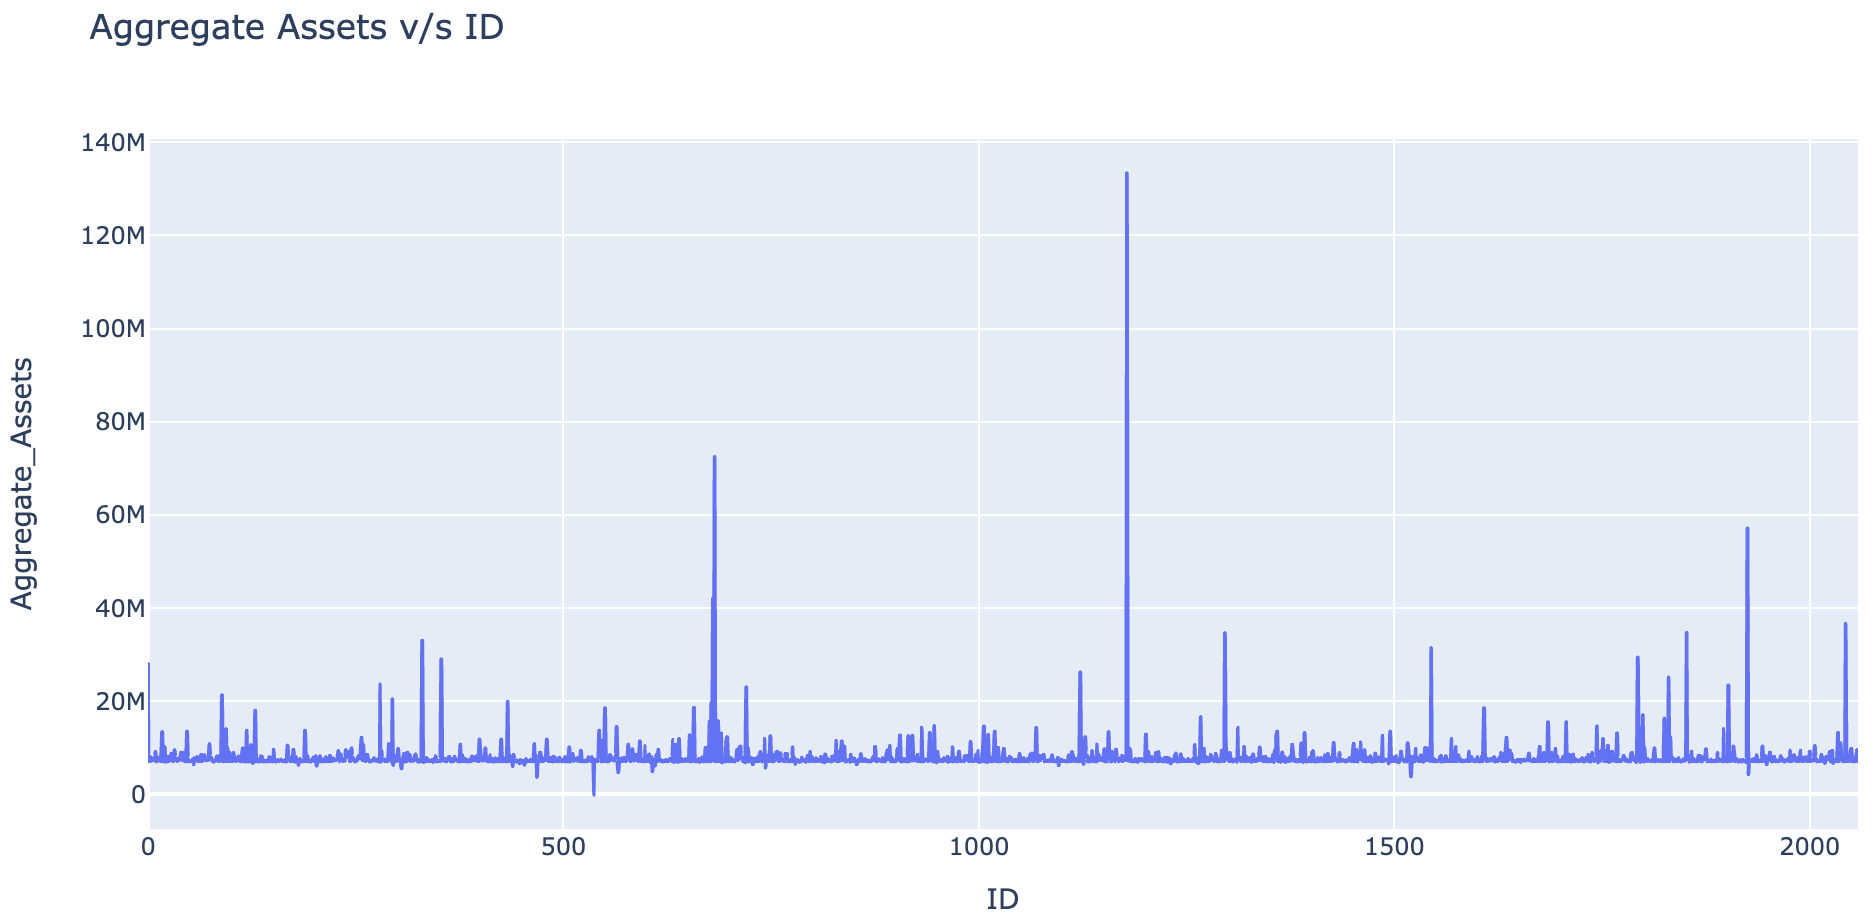 Aggregate Assets v/s ID
140M
120M
100M
80M
60M
40M
20M
0
Aggregate_Assets
0 500 1000 1500 2000
ID